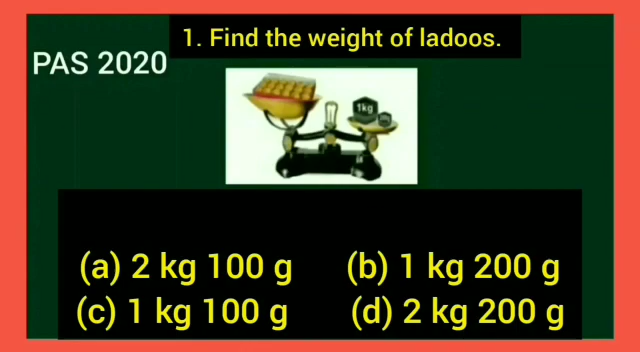 1. Find the weight of ladoos.
PAS 2020
1kg
(a) 2 kg 100 g (b) 1 kg 200 g
(c) 1 kg 100 g (d) 2 kg 200 g